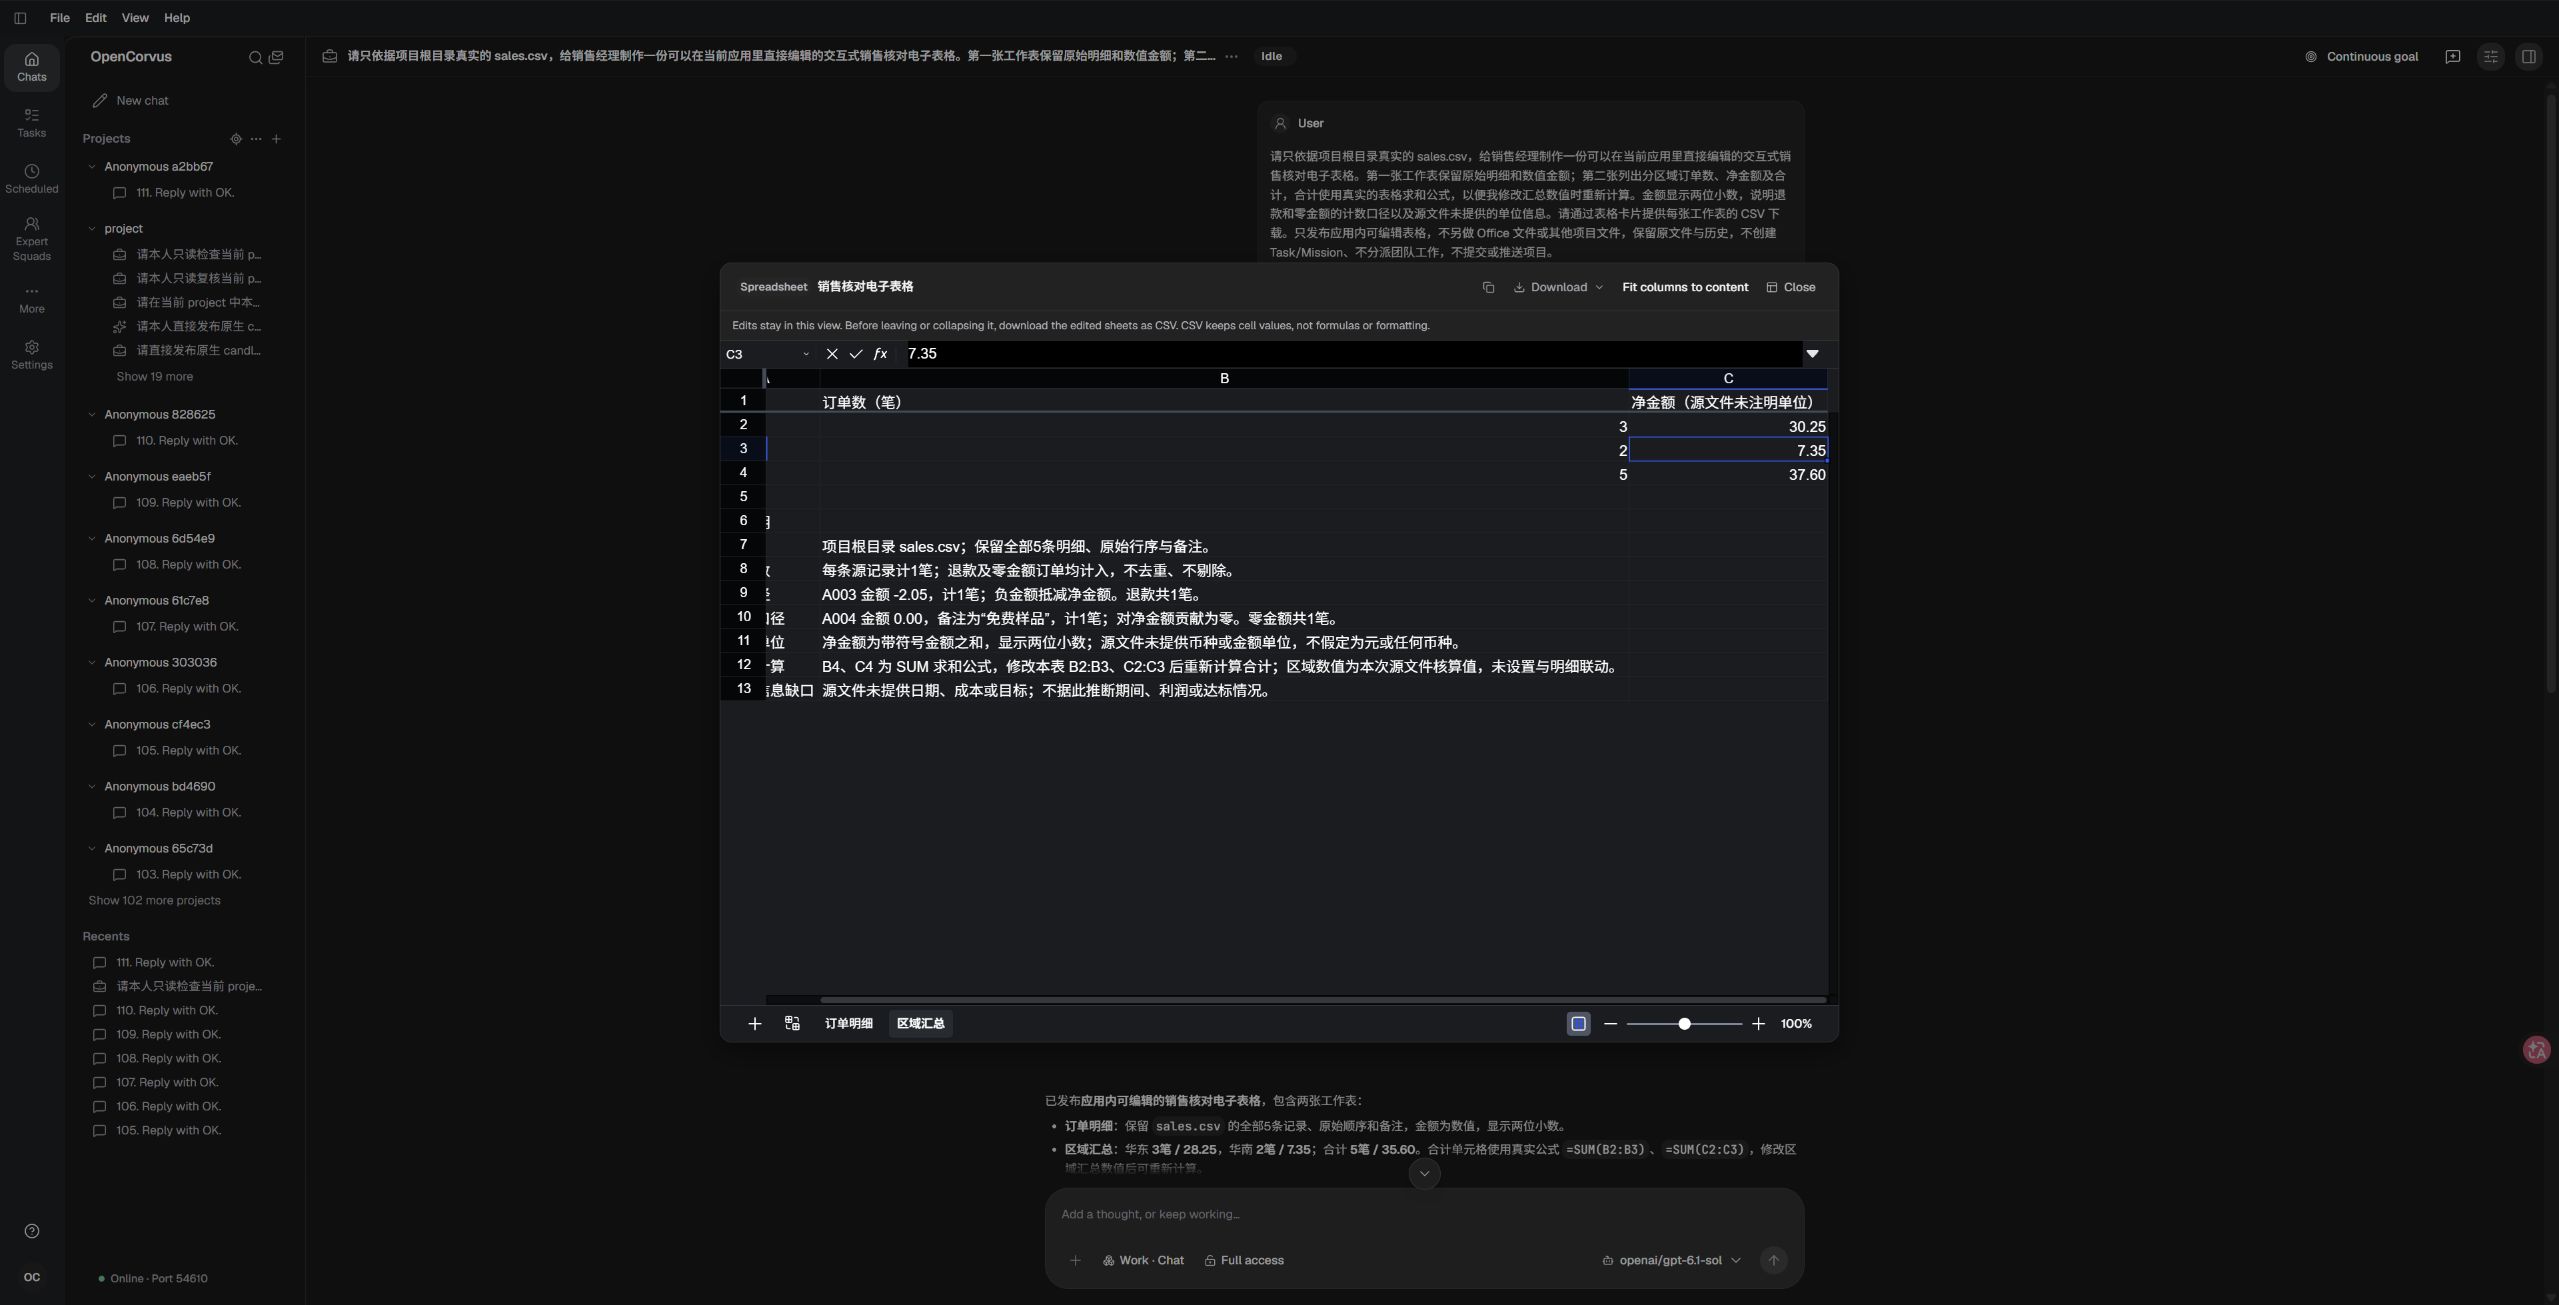 File Edit View Help
Chats
Tasks
Scheduled
Expert
Squads
More
Settings
OC
OpenCorvus
New chat
Projects
Anonymous a2bb67
111. Reply with OK.
project
请本人只读检查当前 p...
请本人只读复核当前 p...
请在当前 project 中本...
请本人直接发布原生 c...
请直接发布原生 candl...
Show 19 more
Anonymous 828625
110. Reply with OK.
Anonymous eaeb5f
109. Reply with OK.
Anonymous 6d54e9
108. Reply with OK.
Anonymous 61c7e8
107. Reply with OK.
Anonymous 303036
106. Reply with OK.
Anonymous cf4ec3
105. Reply with OK.
Anonymous bd4690
104. Reply with OK.
Anonymous 65c73d
103. Reply with OK.
Show 102 more projects
Recents
111. Reply with OK.
请本人只读检查当前 proje...
110. Reply with OK.
109. Reply with OK.
108. Reply with OK.
107. Reply with OK.
106. Reply with OK.
105. Reply with OK.
Online · Port 54610
请只依据项目根目录真实的 sales.csv，给销售经理制作一份可以在当前应用里直接编辑的交互式销售核对电子表格。第一张工作表保留原始明细和数值金额；第二... ··· Idle
Continuous goal
User
请只依据项目根目录真实的 sales.csv，给销售经理制作一份可以在当前应用里直接编辑的交互式销
售核对电子表格。第一张工作表保留原始明细和数值金额；第二张列出分区域订单数、净金额及合
计，合计使用真实的表格求和公式，以便我修改汇总数值时重新计算。金额显示两位小数，说明退
款和零金额的计数口径以及源文件未提供的单位信息。请通过表格卡片提供每张工作表的 CSV 下
载。只发布应用内可编辑表格，不另做 Office 文件或其他项目文件，保留原文件与历史，不创建
Task/Mission、不分派团队工作，不提交或推送项目。
Spreadsheet 销售核对电子表格
Download Fit columns to content Close
Edits stay in this view. Before leaving or collapsing it, download the edited sheets as CSV. CSV keeps cell values, not formulas or formatting.
C3 fx 7.35
B C
1 订单数（笔） 净金额（源文件未注明单位）
2 3 30.25
3 2 7.35
4 5 37.60
5
6
7 项目根目录 sales.csv；保留全部5条明细、原始行序与备注。
8 每条源记录计1笔；退款及零金额订单均计入，不去重、不剔除。
9 A003 金额 -2.05，计1笔；负金额抵减净金额。退款共1笔。
10 径 A004 金额 0.00，备注为“免费样品”，计1笔；对净金额贡献为零。零金额共1笔。
11 位 净金额为带符号金额之和，显示两位小数；源文件未提供币种或金额单位，不假定为元或任何币种。
12 算 B4、C4 为 SUM 求和公式，修改本表 B2:B3、C2:C3 后重新计算合计；区域数值为本次源文件核算值，未设置与明细联动。
13 息缺口 源文件未提供日期、成本或目标；不据此推断期间、利润或达标情况。
订单明细 区域汇总 100%
已发布应用内可编辑的销售核对电子表格，包含两张工作表：
• 订单明细：保留 sales.csv 的全部5条记录、原始顺序和备注，金额为数值，显示两位小数。
• 区域汇总：华东 3笔 / 28.25，华南 2笔 / 7.35；合计 5笔 / 35.60。合计单元格使用真实公式 =SUM(B2:B3)、=SUM(C2:C3)，修改区
域汇总数值后可重新计算。
Add a thought, or keep working...
Work · Chat Full access openai/gpt-6.1-sol